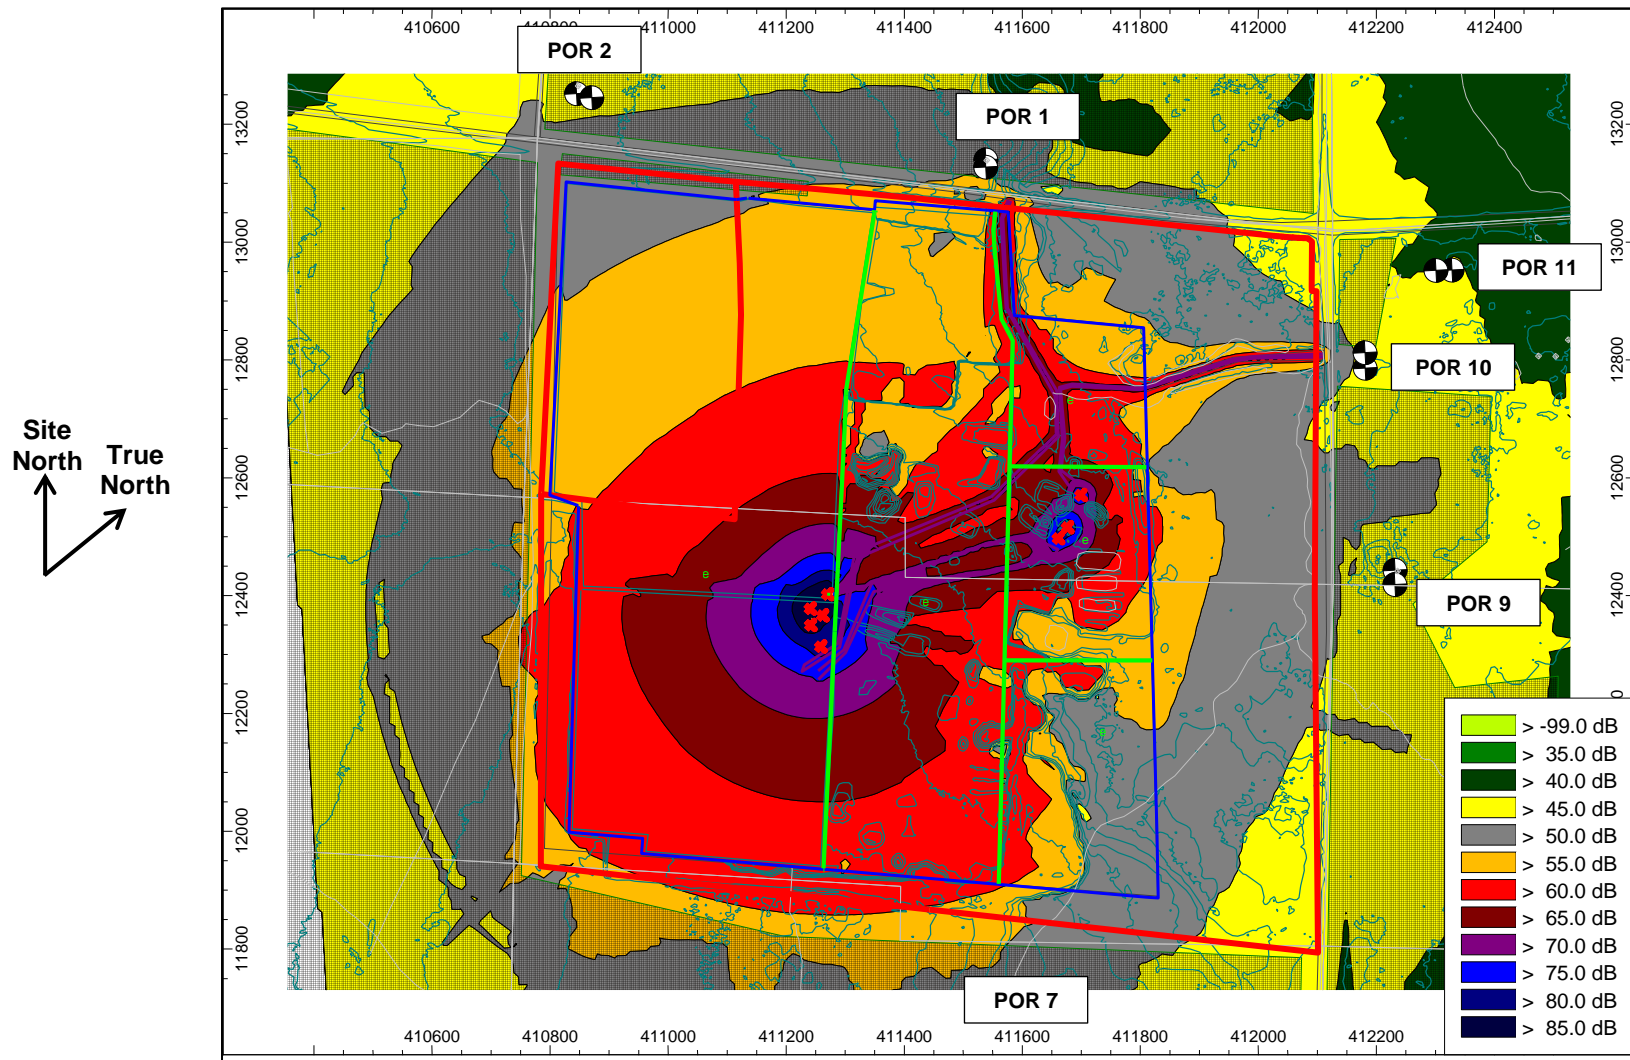 410600 410800 411000 411200 411400 411600 411800 412000 412200 412400
POR 2
POR 1
13200
13200
13000
13000
POR 11
12800
12800
POR 10
Site
North
True
North
12600
12600
12400
12400
POR 9
12200
12000
11800
> -99.0 dB
> 35.0 dB
> 40.0 dB
> 45.0 dB
> 50.0 dB
> 55.0 dB
> 60.0 dB
> 65.0 dB
> 70.0 dB
> 75.0 dB
> 80.0 dB
> 85.0 dB
POR 7
410600 410800 411000 411200 411400 411600 411800 412000 412200